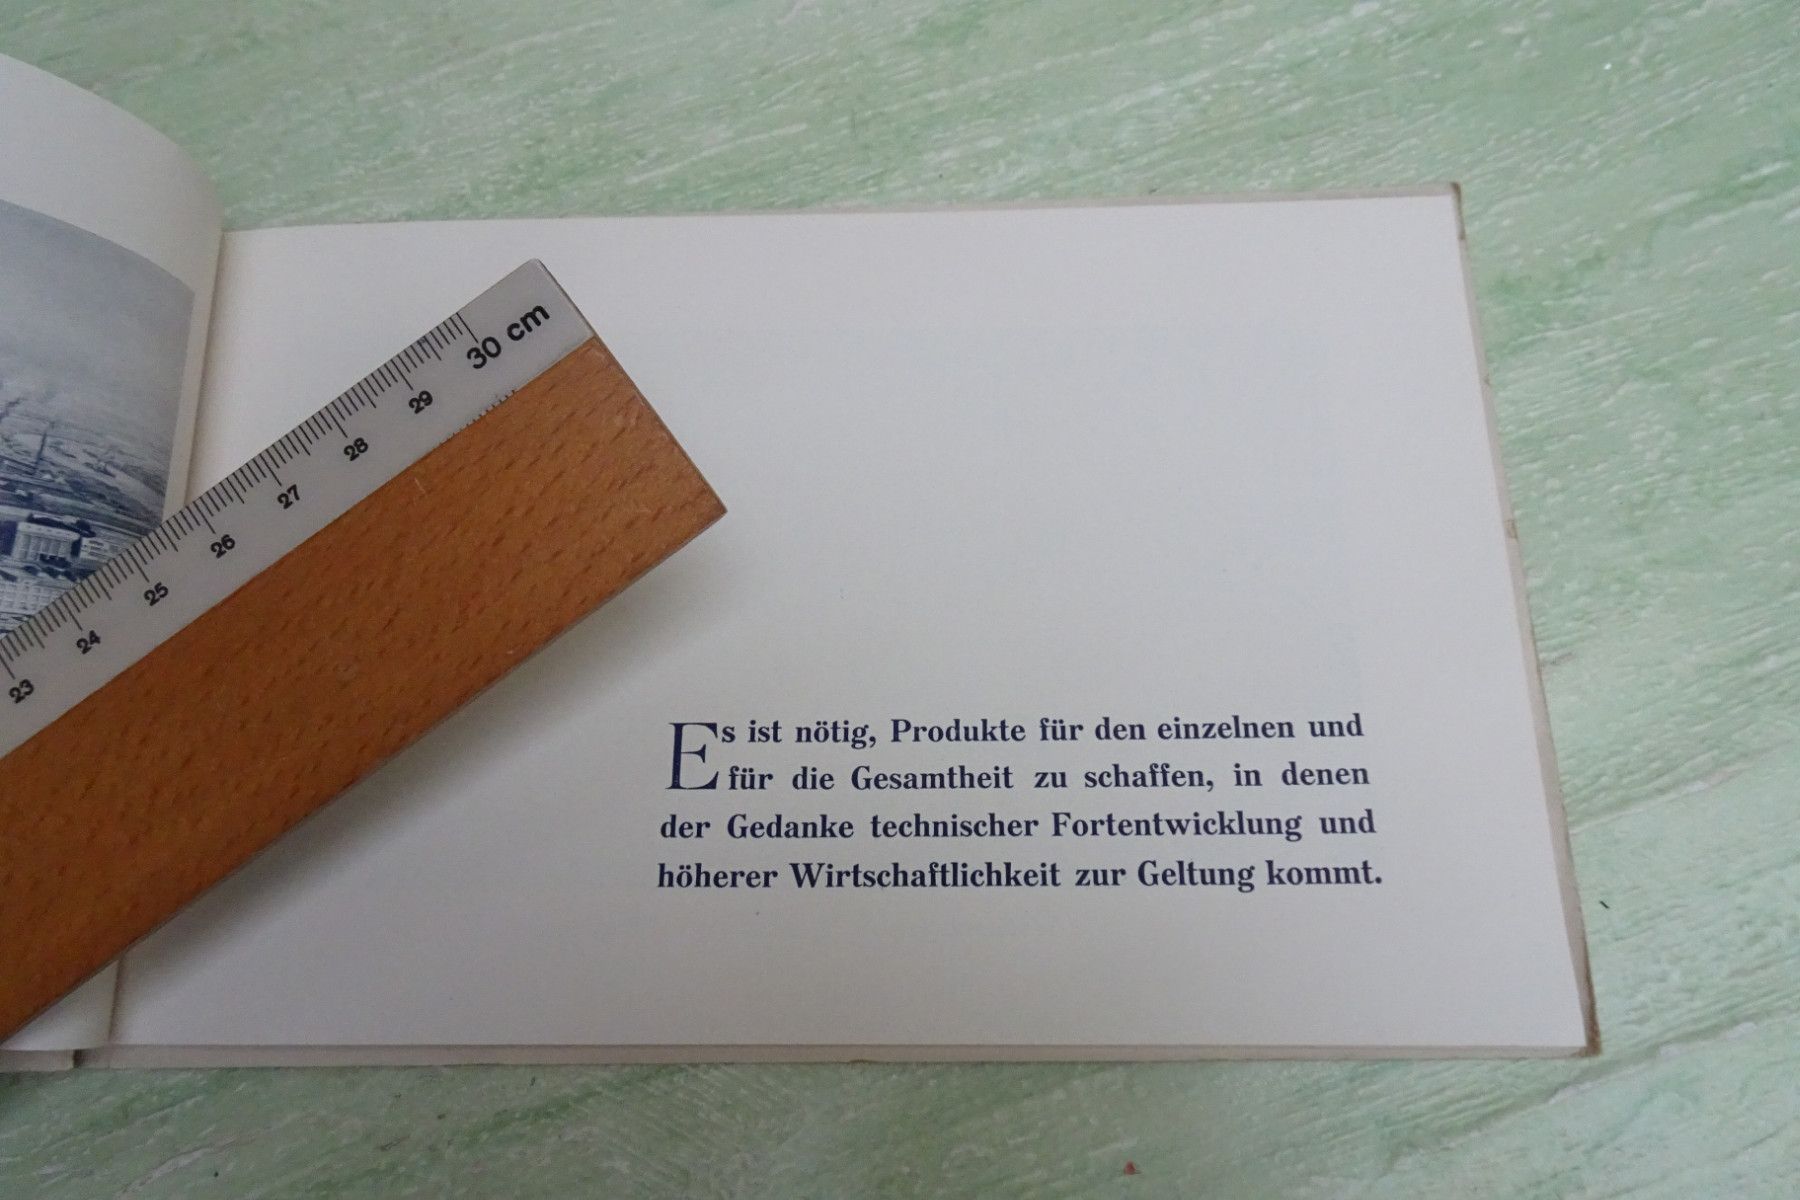 30 cm
29
28
27
26
25
24
23
Es ist nötig, Produkte für den einzelnen und
für die Gesamtheit zu schaffen, in denen
der Gedanke technischer Fortentwicklung und
höherer Wirtschaftlichkeit zur Geltung kommt.